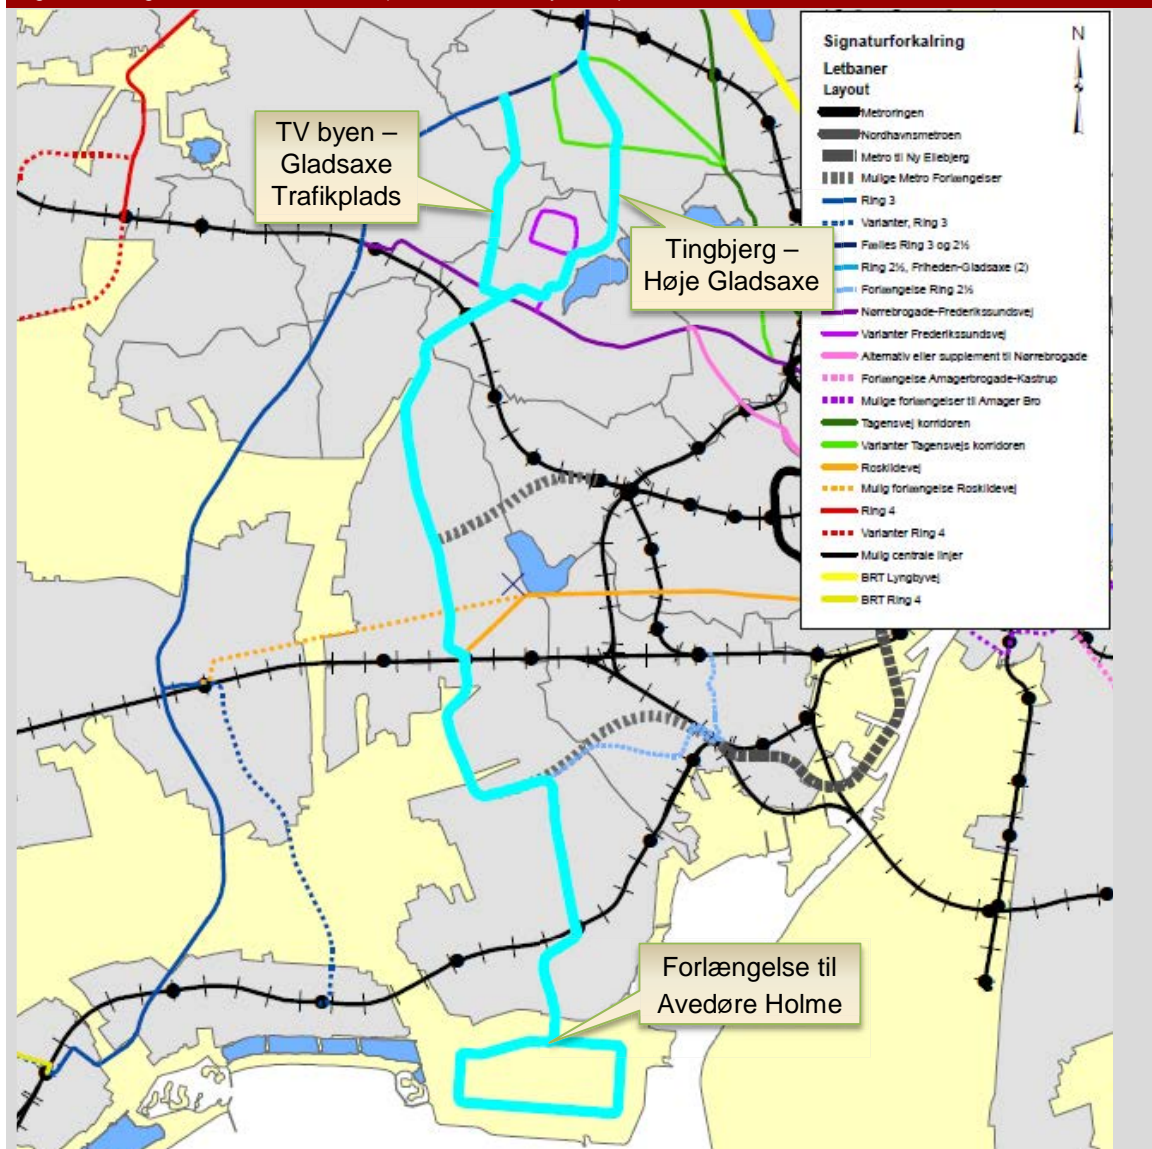 TV byen –
Gladsaxe
Trafikplads
Tingbjerg –
Høje Gladsaxe
Forlængelse til
Avedøre Holme
Signaturforkalring
N
Letbaner
Layout
Metroringen
Nordhavnsmetroen
Metro til Ny Ellebjerg
Mulige Metro Forlængelser
Ring 3
Varianter, Ring 3
Fælles Ring 3 og 2½
Ring 2½, Friheden-Gladsaxe (2)
Forlængelse Ring 2½
Nørrebrogade-Frederikssundsvej
Varianter Frederikssundsvej
Alternativ eller supplement til Nørrebrogade
Forlængelse Amagerbrogade-Kastrup
Mulige forlængelser til Amager Bro
Tagensvej korridoren
Varianter Tagensvejs korridoren
Roskildevej
Mulig forlængelse Roskildevej
Ring 4
Varianter Ring 4
Mulig centrale linjer
BRT Lyngbyvej
BRT Ring 4